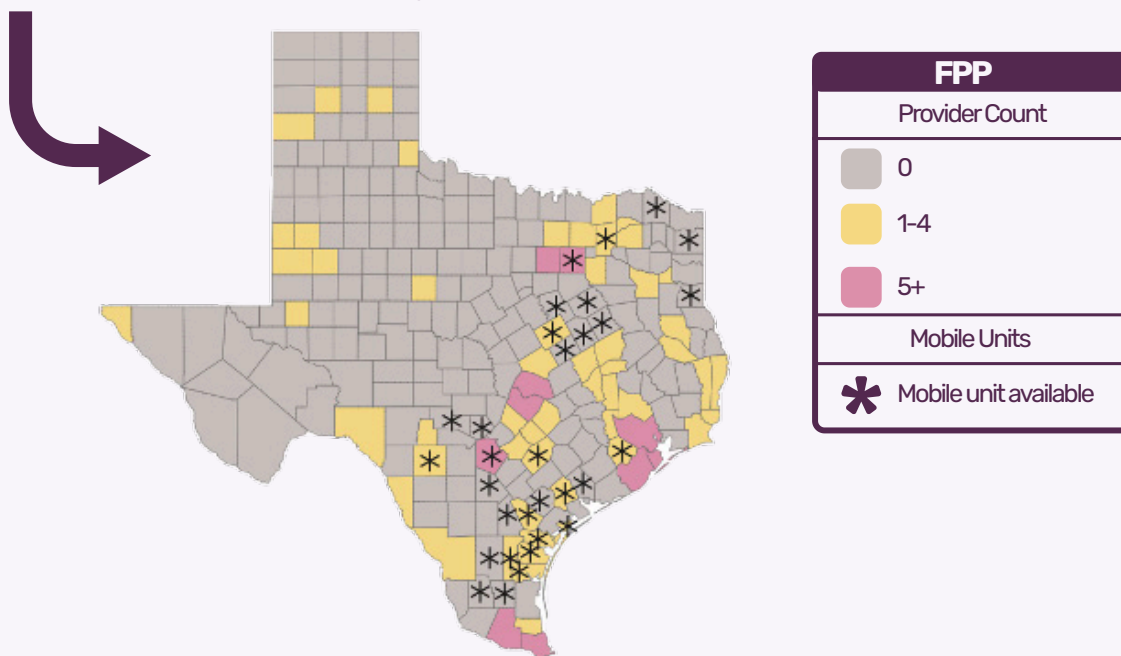 FPP
Provider Count
0
1-4
5+
Mobile Units
Mobile unit available